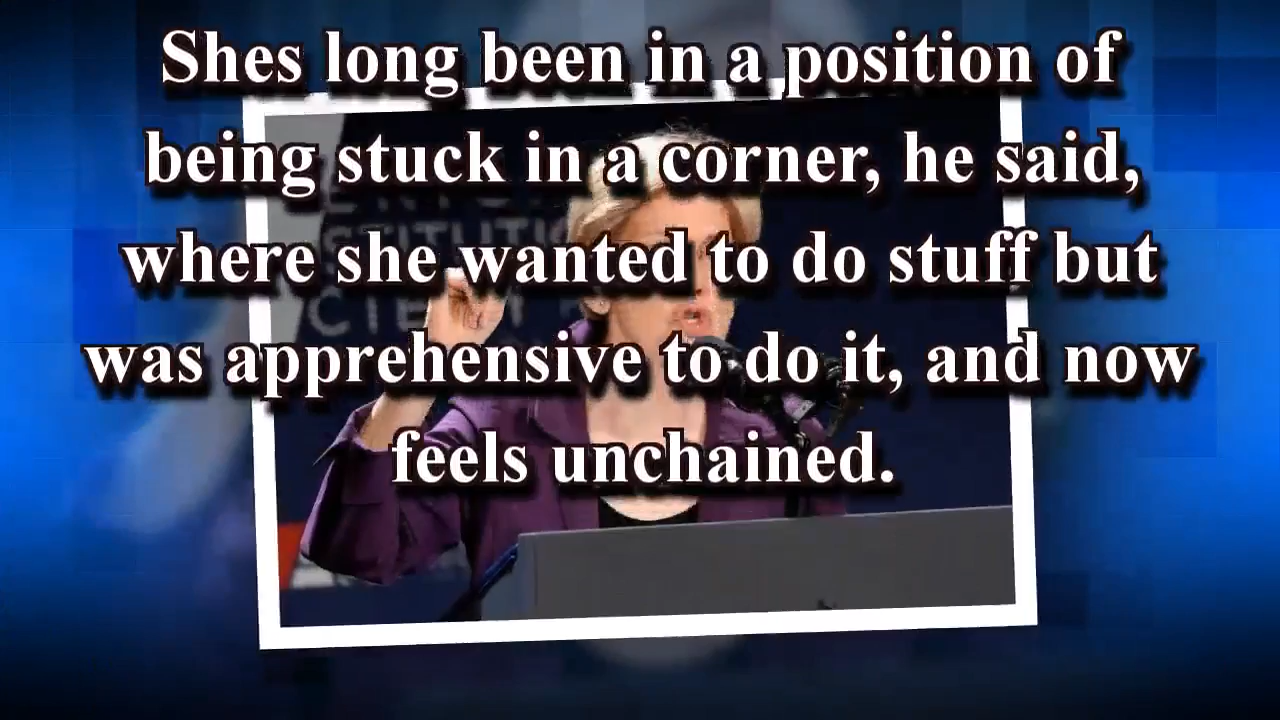 Shes long been in a position of
being stuck in a corner, he said,
where she wanted to do stuff but
was apprehensive to do it, and now
feels unchained.